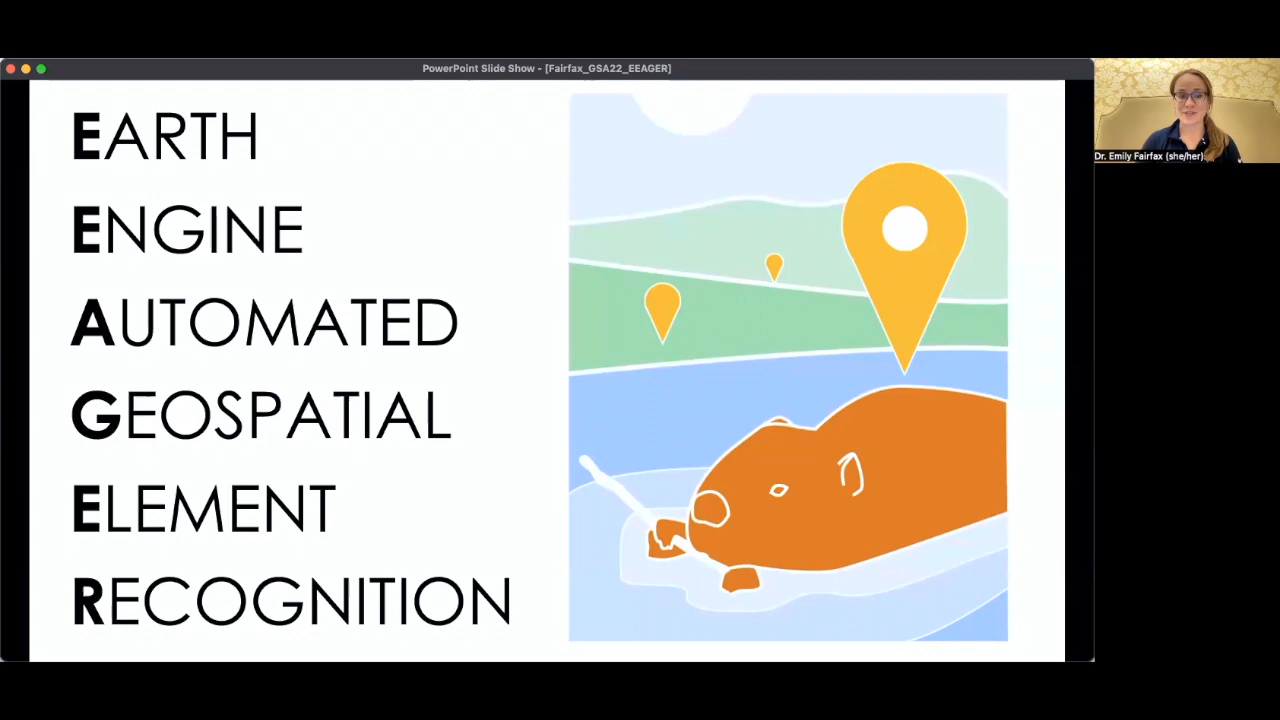 PowerPoint Slide Show - [Fairfax_GSA22_EEAGER]
EARTH
ENGINE
AUTOMATED
GEOSPATIAL
ELEMENT
RECOGNITION
Dr. Emily Fairfax (she/her)